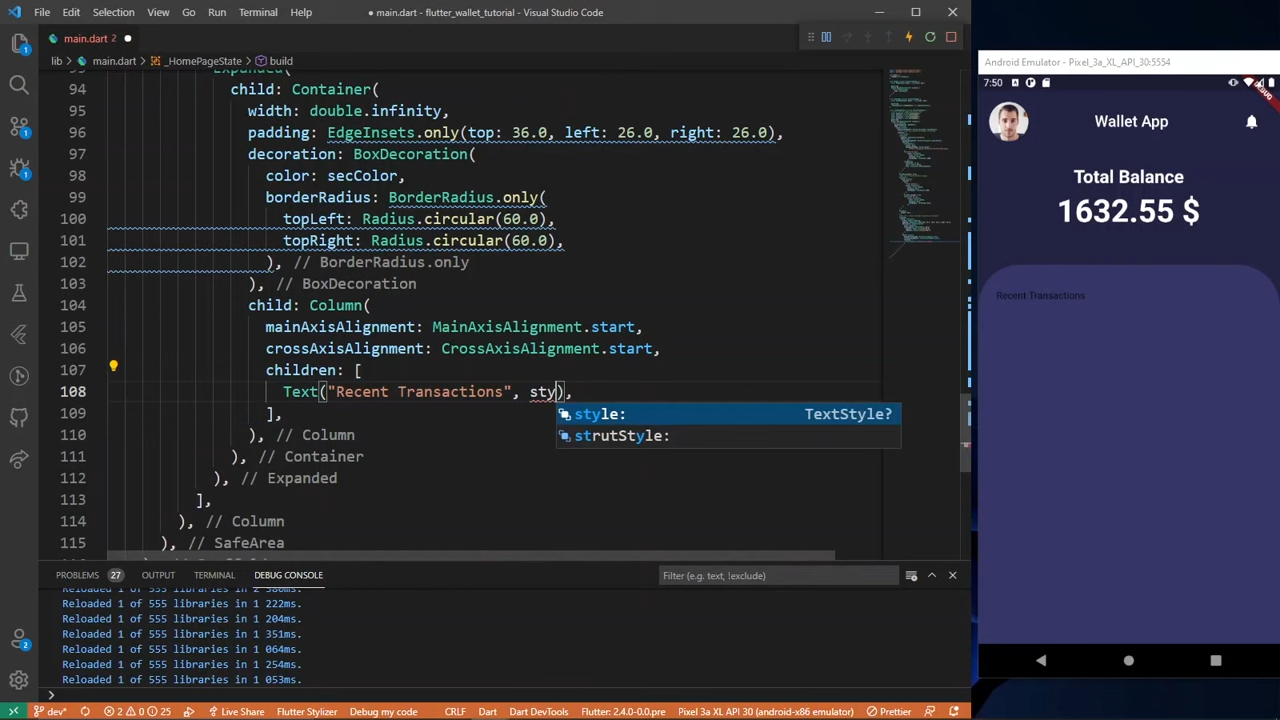 File Edit Selection View Go Run Terminal Help
● main.dart - flutter_wallet_tutorial - Visual Studio Code
main.dart 2 ●
lib > main.dart > _HomePageState > build
94 child: Container(
95 width: double.infinity,
96 padding: EdgeInsets.only(top: 36.0, left: 26.0, right: 26.0),
97 decoration: BoxDecoration(
98 color: secColor,
99 borderRadius: BorderRadius.only(
100 topLeft: Radius.circular(60.0),
101 topRight: Radius.circular(60.0),
102 ), // BorderRadius.only
103 ), // BoxDecoration
104 child: Column(
105 mainAxisAlignment: MainAxisAlignment.start,
106 crossAxisAlignment: CrossAxisAlignment.start,
107 children: [
108 Text("Recent Transactions", sty),
style: TextStyle?
strutStyle:
109 ],
110 ), // Column
111 ), // Container
112 ), // Expanded
113 ],
114 ), // Column
115 ), // SafeArea
PROBLEMS 27 OUTPUT TERMINAL DEBUG CONSOLE Filter (e.g. text, !exclude)
Reloaded 1 of 555 libraries in 1 222ms.
Reloaded 1 of 555 libraries in 1 204ms.
Reloaded 1 of 555 libraries in 1 351ms.
Reloaded 1 of 555 libraries in 1 064ms.
Reloaded 1 of 555 libraries in 1 254ms.
Reloaded 1 of 555 libraries in 1 053ms.
dev* 2 0 25 Live Share Flutter Stylizer Debug my code CRLF Dart Dart DevTools Flutter: 2.4.0-0.0.pre Pixel 3a XL API 30 (android-x86 emulator) Prettier
Android Emulator - Pixel_3a_XL_API_30:5554
7:50
Wallet App
Total Balance
1632.55 $
Recent Transactions